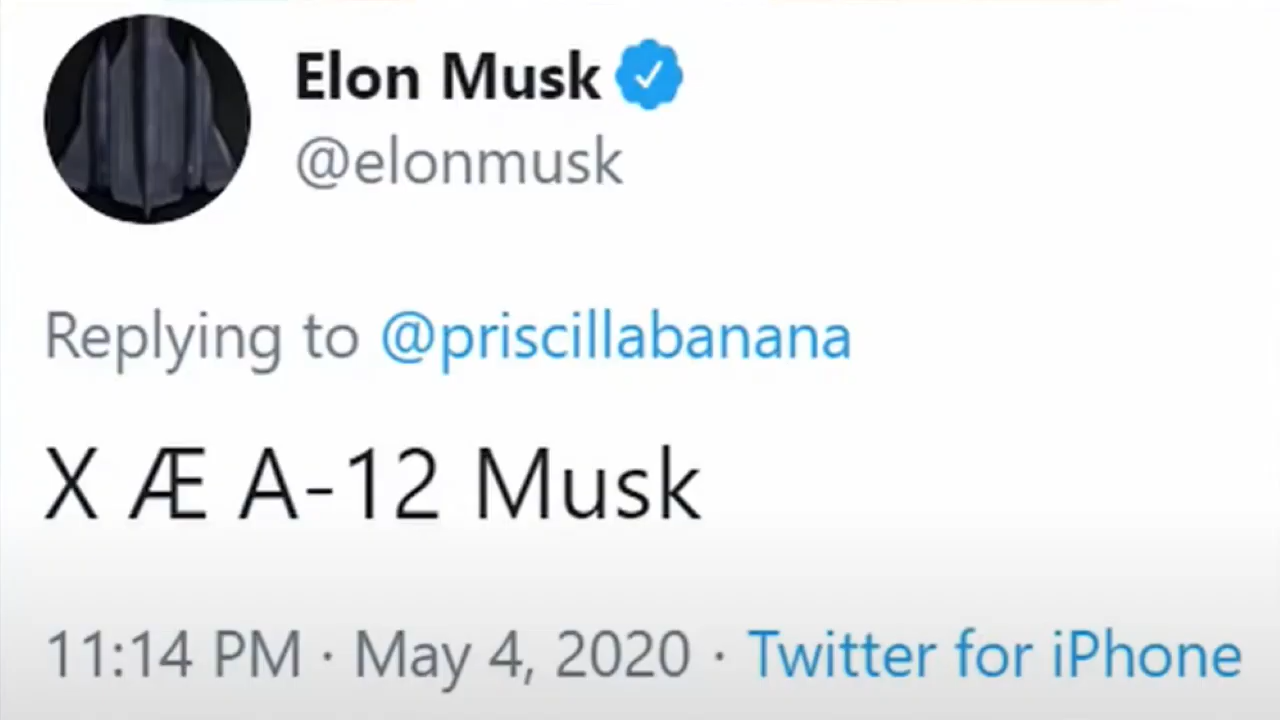 Elon Musk
@elonmusk
Replying to @priscillabanana
X Æ A-12 Musk
11:14 PM · May 4, 2020 · Twitter for iPhone